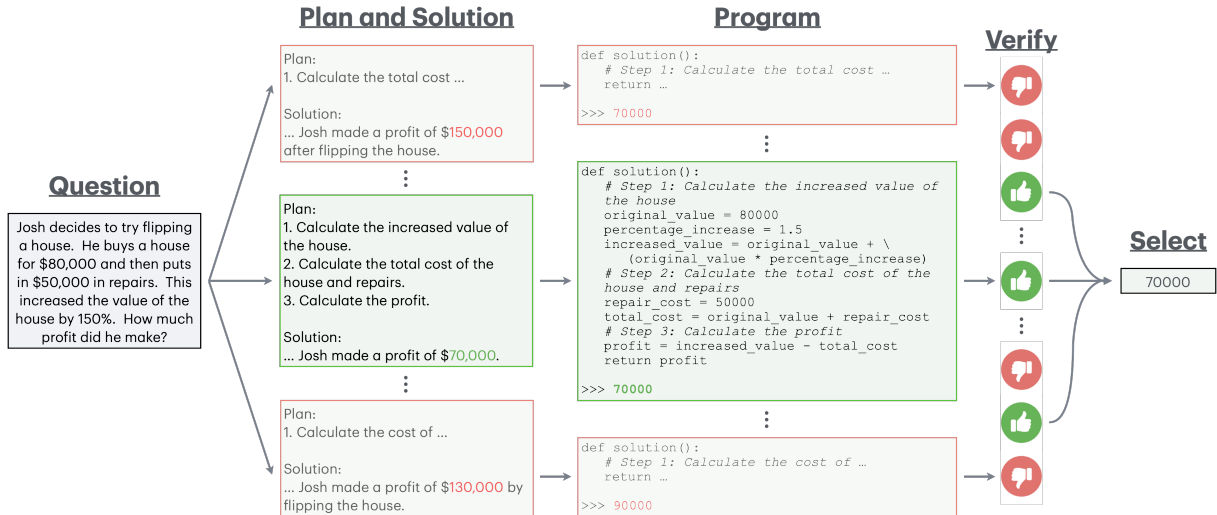 Question
Josh decides to try flipping
a house.  He buys a house
for $80,000 and then puts
in $50,000 in repairs.  This
increased the value of the
house by 150%.  How much
profit did he make?
Plan and Solution
Plan:
1. Calculate the total cost …
Solution:
... Josh made a profit of $150,000
after flipping the house.
Plan:
1. Calculate the increased value of
the house.
2. Calculate the total cost of the
house and repairs.
3. Calculate the profit.
Solution:
... Josh made a profit of $70,000.
Plan:
1. Calculate the cost of ...
Solution:
... Josh made a profit of $130,000 by
flipping the house.
Program
def solution():
# Step 1: Calculate the total cost …
return …
>>> 70000
def solution():
# Step 1: Calculate the increased value of
the house
original_value = 80000
percentage_increase = 1.5
increased_value = original_value + \
(original_value * percentage_increase)
# Step 2: Calculate the total cost of the
house and repairs
repair_cost = 50000
total_cost = original_value + repair_cost
# Step 3: Calculate the profit
profit = increased_value - total_cost
return profit
>>> 70000
def solution():
# Step 1: Calculate the cost of …
return …
>>> 90000
Verify
Select
70000